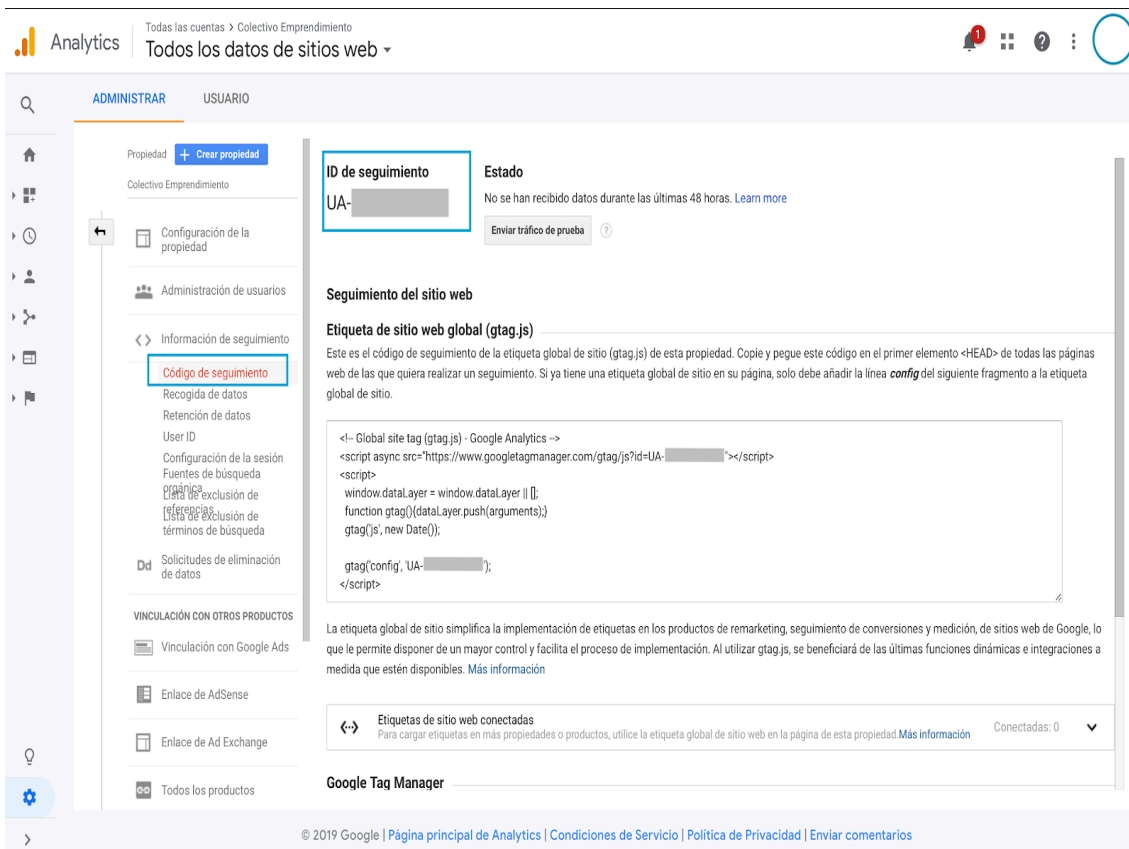 Todas las cuentas > Colectivo Emprendimiento
Analytics
Todos los datos de sitios web
1
ADMINISTRAR
USUARIO
Propiedad
+ Crear propiedad
Colectivo Emprendimiento
Configuración de la
propiedad
Administración de usuarios
Información de seguimiento
Código de seguimiento
Recogida de datos
Retención de datos
User ID
Configuración de la sesión
Fuentes de búsqueda
orgánica
Lista de exclusión de
referencias
Lista de exclusión de
términos de búsqueda
Dd
Solicitudes de eliminación
de datos
VINCULACIÓN CON OTROS PRODUCTOS
Vinculación con Google Ads
Enlace de AdSense
Enlace de Ad Exchange
Todos los productos
ID de seguimiento
UA-
Estado
No se han recibido datos durante las últimas 48 horas. Learn more
Enviar tráfico de prueba
?
Seguimiento del sitio web
Etiqueta de sitio web global (gtag.js)
Este es el código de seguimiento de la etiqueta global de sitio (gtag.js) de esta propiedad. Copie y pegue este código en el primer elemento <HEAD> de todas las páginas
web de las que quiera realizar un seguimiento. Si ya tiene una etiqueta global de sitio en su página, solo debe añadir la línea config del siguiente fragmento a la etiqueta
global de sitio.
<!-- Global site tag (gtag.js) - Google Analytics -->
<script async src="https://www.googletagmanager.com/gtag/js?id=UA- "></script>
<script>
window.dataLayer = window.dataLayer || [];
function gtag(){dataLayer.push(arguments);}
gtag('js', new Date());
gtag('config', 'UA- ');
</script>
La etiqueta global de sitio simplifica la implementación de etiquetas en los productos de remarketing, seguimiento de conversiones y medición, de sitios web de Google, lo
que le permite disponer de un mayor control y facilita el proceso de implementación. Al utilizar gtag.js, se beneficiará de las últimas funciones dinámicas e integraciones a
medida que estén disponibles. Más información
Etiquetas de sitio web conectadas
Para cargar etiquetas en más propiedades o productos, utilice la etiqueta global de sitio web en la página de esta propiedad.Más información
Conectadas: 0
Google Tag Manager
© 2019 Google | Página principal de Analytics | Condiciones de Servicio | Política de Privacidad | Enviar comentarios